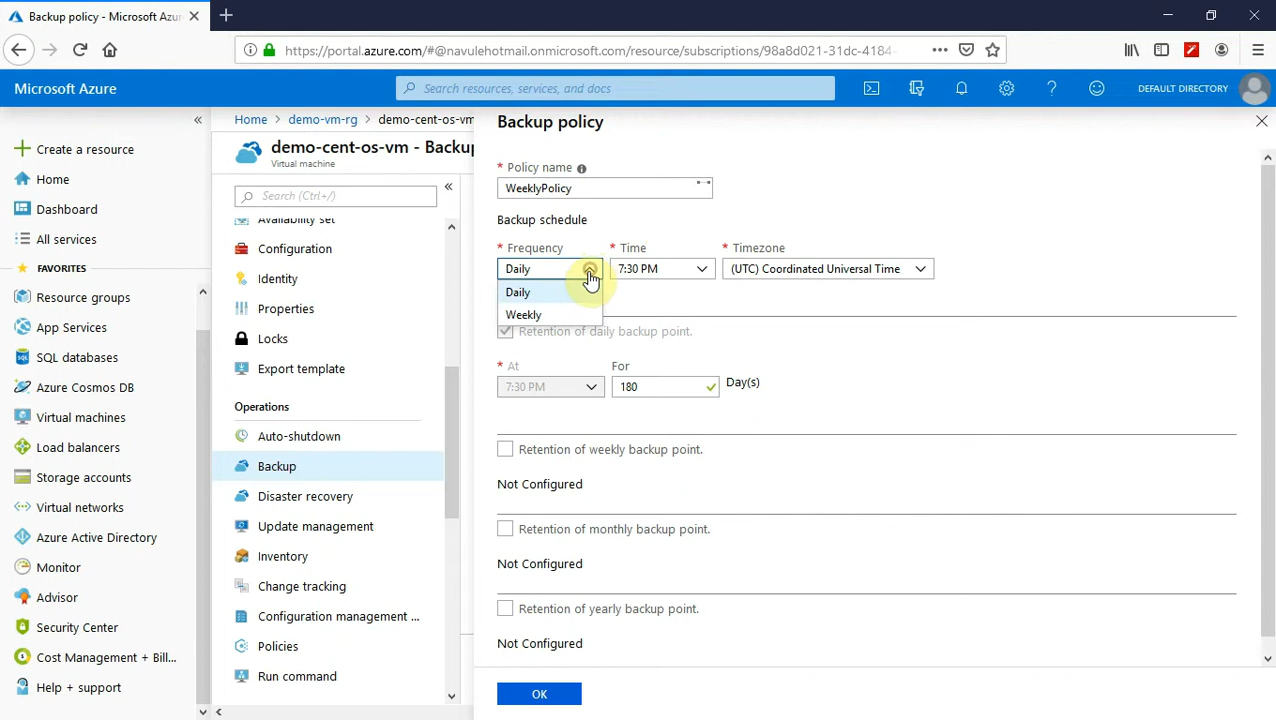 Backup policy - Microsoft Azur
https://portal.azure.com/#@navulehotmail.onmicrosoft.com/resource/subscriptions/98a8d021-31dc-4184-
Microsoft Azure
Search resources, services, and docs
DEFAULT DIRECTORY
Create a resource
Home
Dashboard
All services
FAVORITES
Resource groups
App Services
SQL databases
Azure Cosmos DB
Virtual machines
Load balancers
Storage accounts
Virtual networks
Azure Active Directory
Monitor
Advisor
Security Center
Cost Management + Bill...
Help + support
Home
demo-vm-rg
demo-cent-os-vm
demo-cent-os-vm - Backup
Virtual machine
Search (Ctrl+/)
Availability set
Configuration
Identity
Properties
Locks
Export template
Operations
Auto-shutdown
Backup
Disaster recovery
Update management
Inventory
Change tracking
Configuration management ...
Policies
Run command
Backup policy
* Policy name
WeeklyPolicy
Backup schedule
* Frequency * Time * Timezone
Daily 7:30 PM (UTC) Coordinated Universal Time
Daily
Weekly
Retention of daily backup point.
* At For
7:30 PM 180 Day(s)
Retention of weekly backup point.
Not Configured
Retention of monthly backup point.
Not Configured
Retention of yearly backup point.
Not Configured
OK